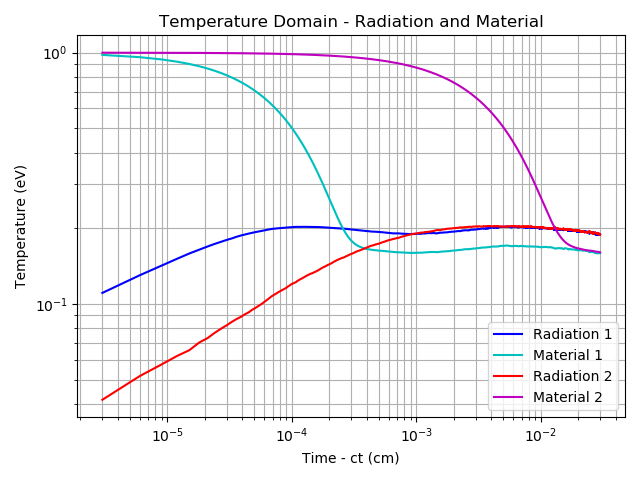 Temperature Domain - Radiation and Material
Temperature (eV)
10⁰
10⁻¹
10⁻⁵ 10⁻⁴ 10⁻³ 10⁻²
Time - ct (cm)
Radiation 1
Material 1
Radiation 2
Material 2